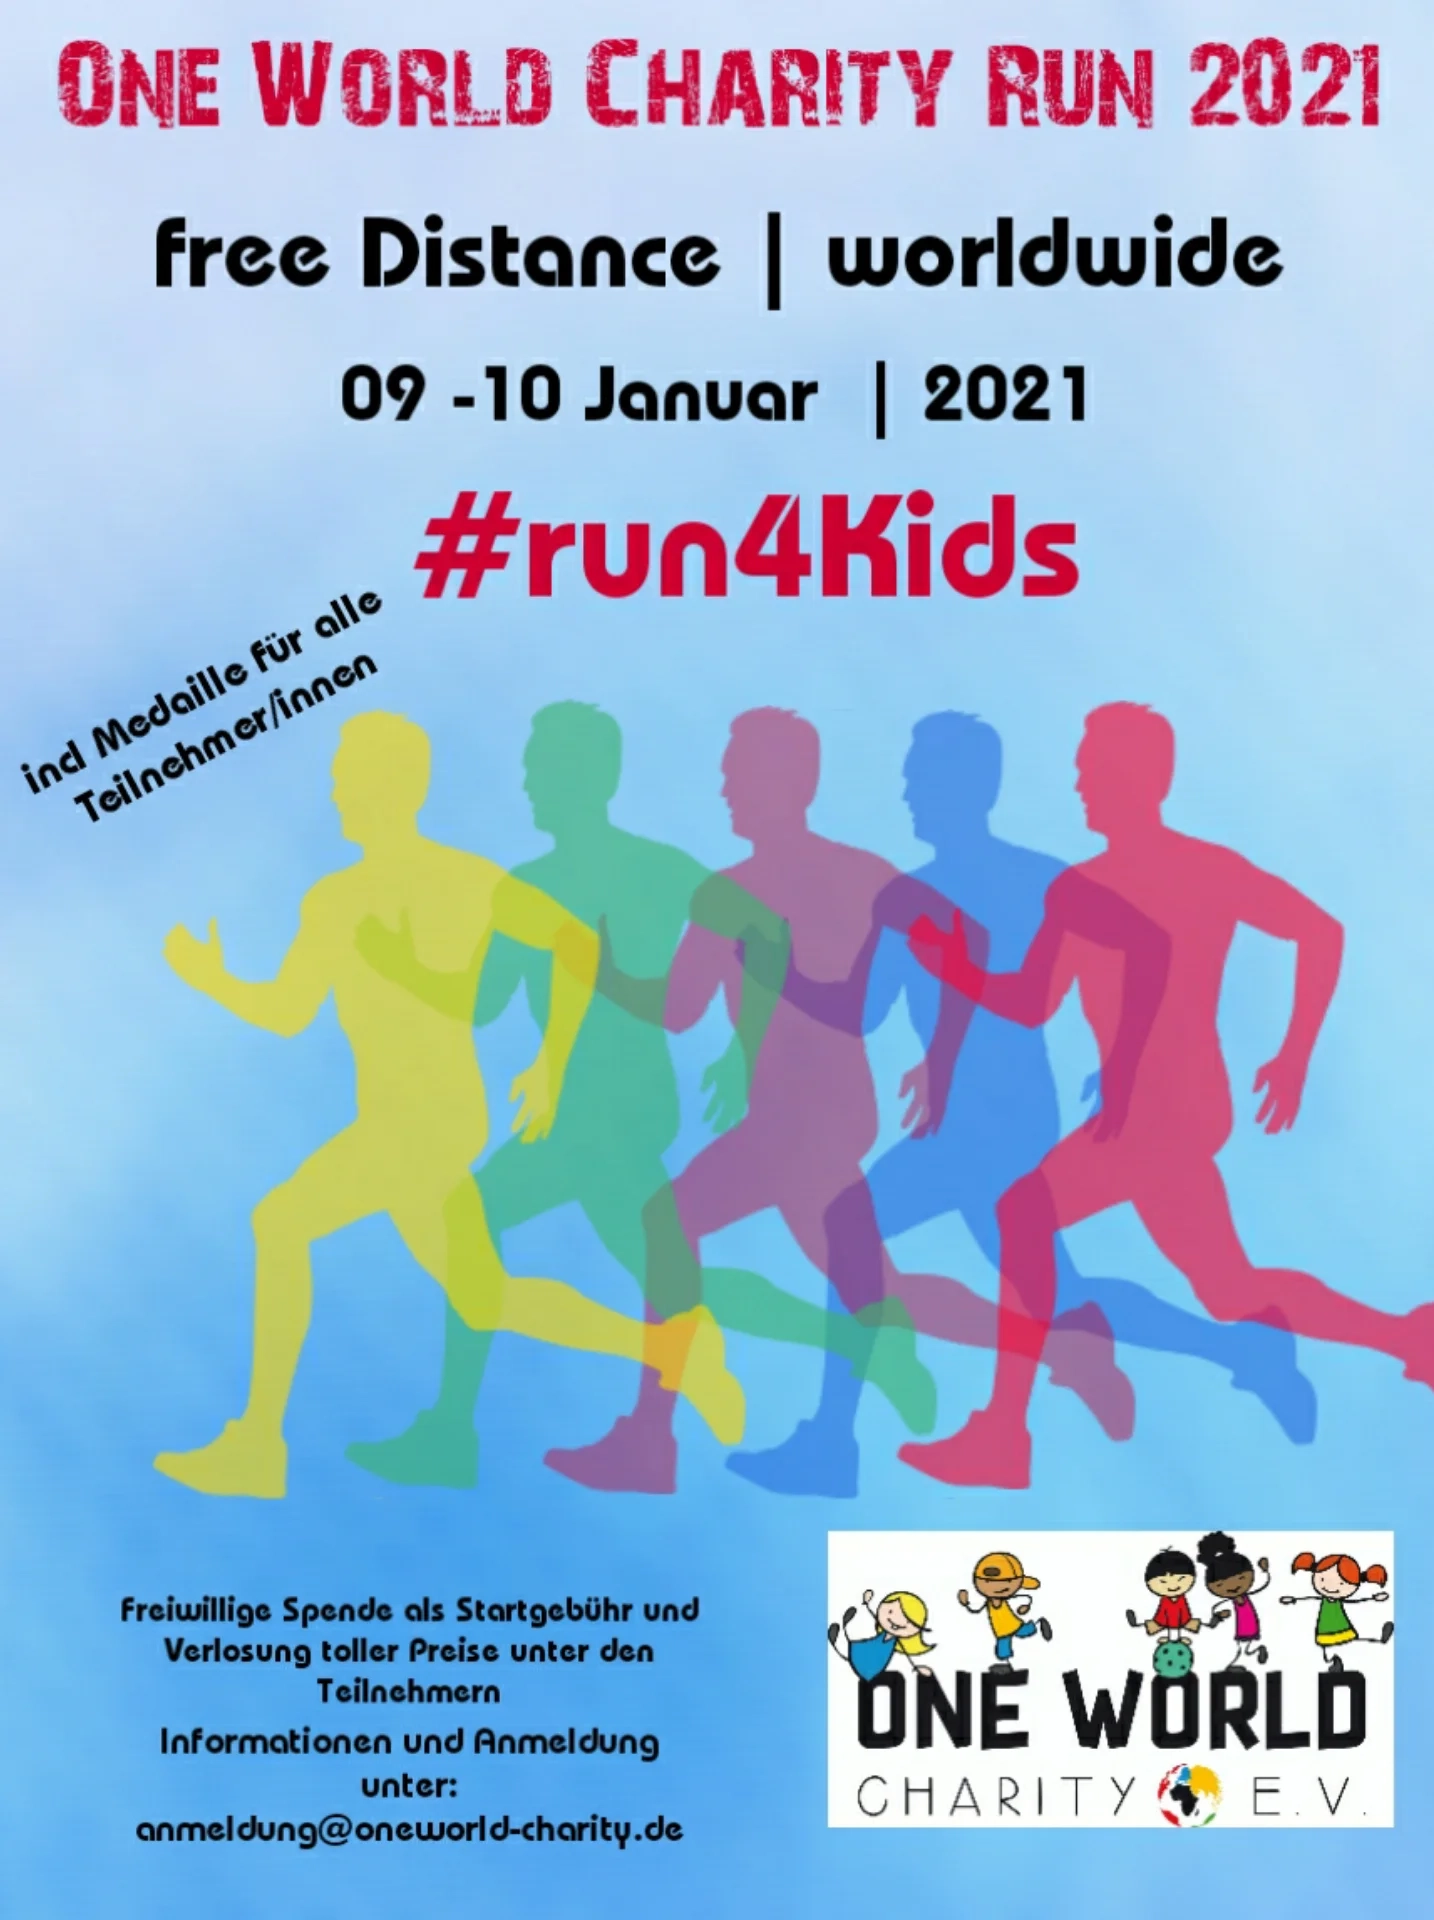 ONE WORLD CHARITY RUN 2021
free Distance | worldwide
09 -10 Januar | 2021
#run4Kids
incl Medaille für alle
Teilnehmer/innen
Freiwillige Spende als Startgebühr und
Verlosung toller Preise unter den
Teilnehmern
Informationen und Anmeldung
unter:
anmeldung@oneworld-charity.de
ONE WORLD
CHARITY E.V.